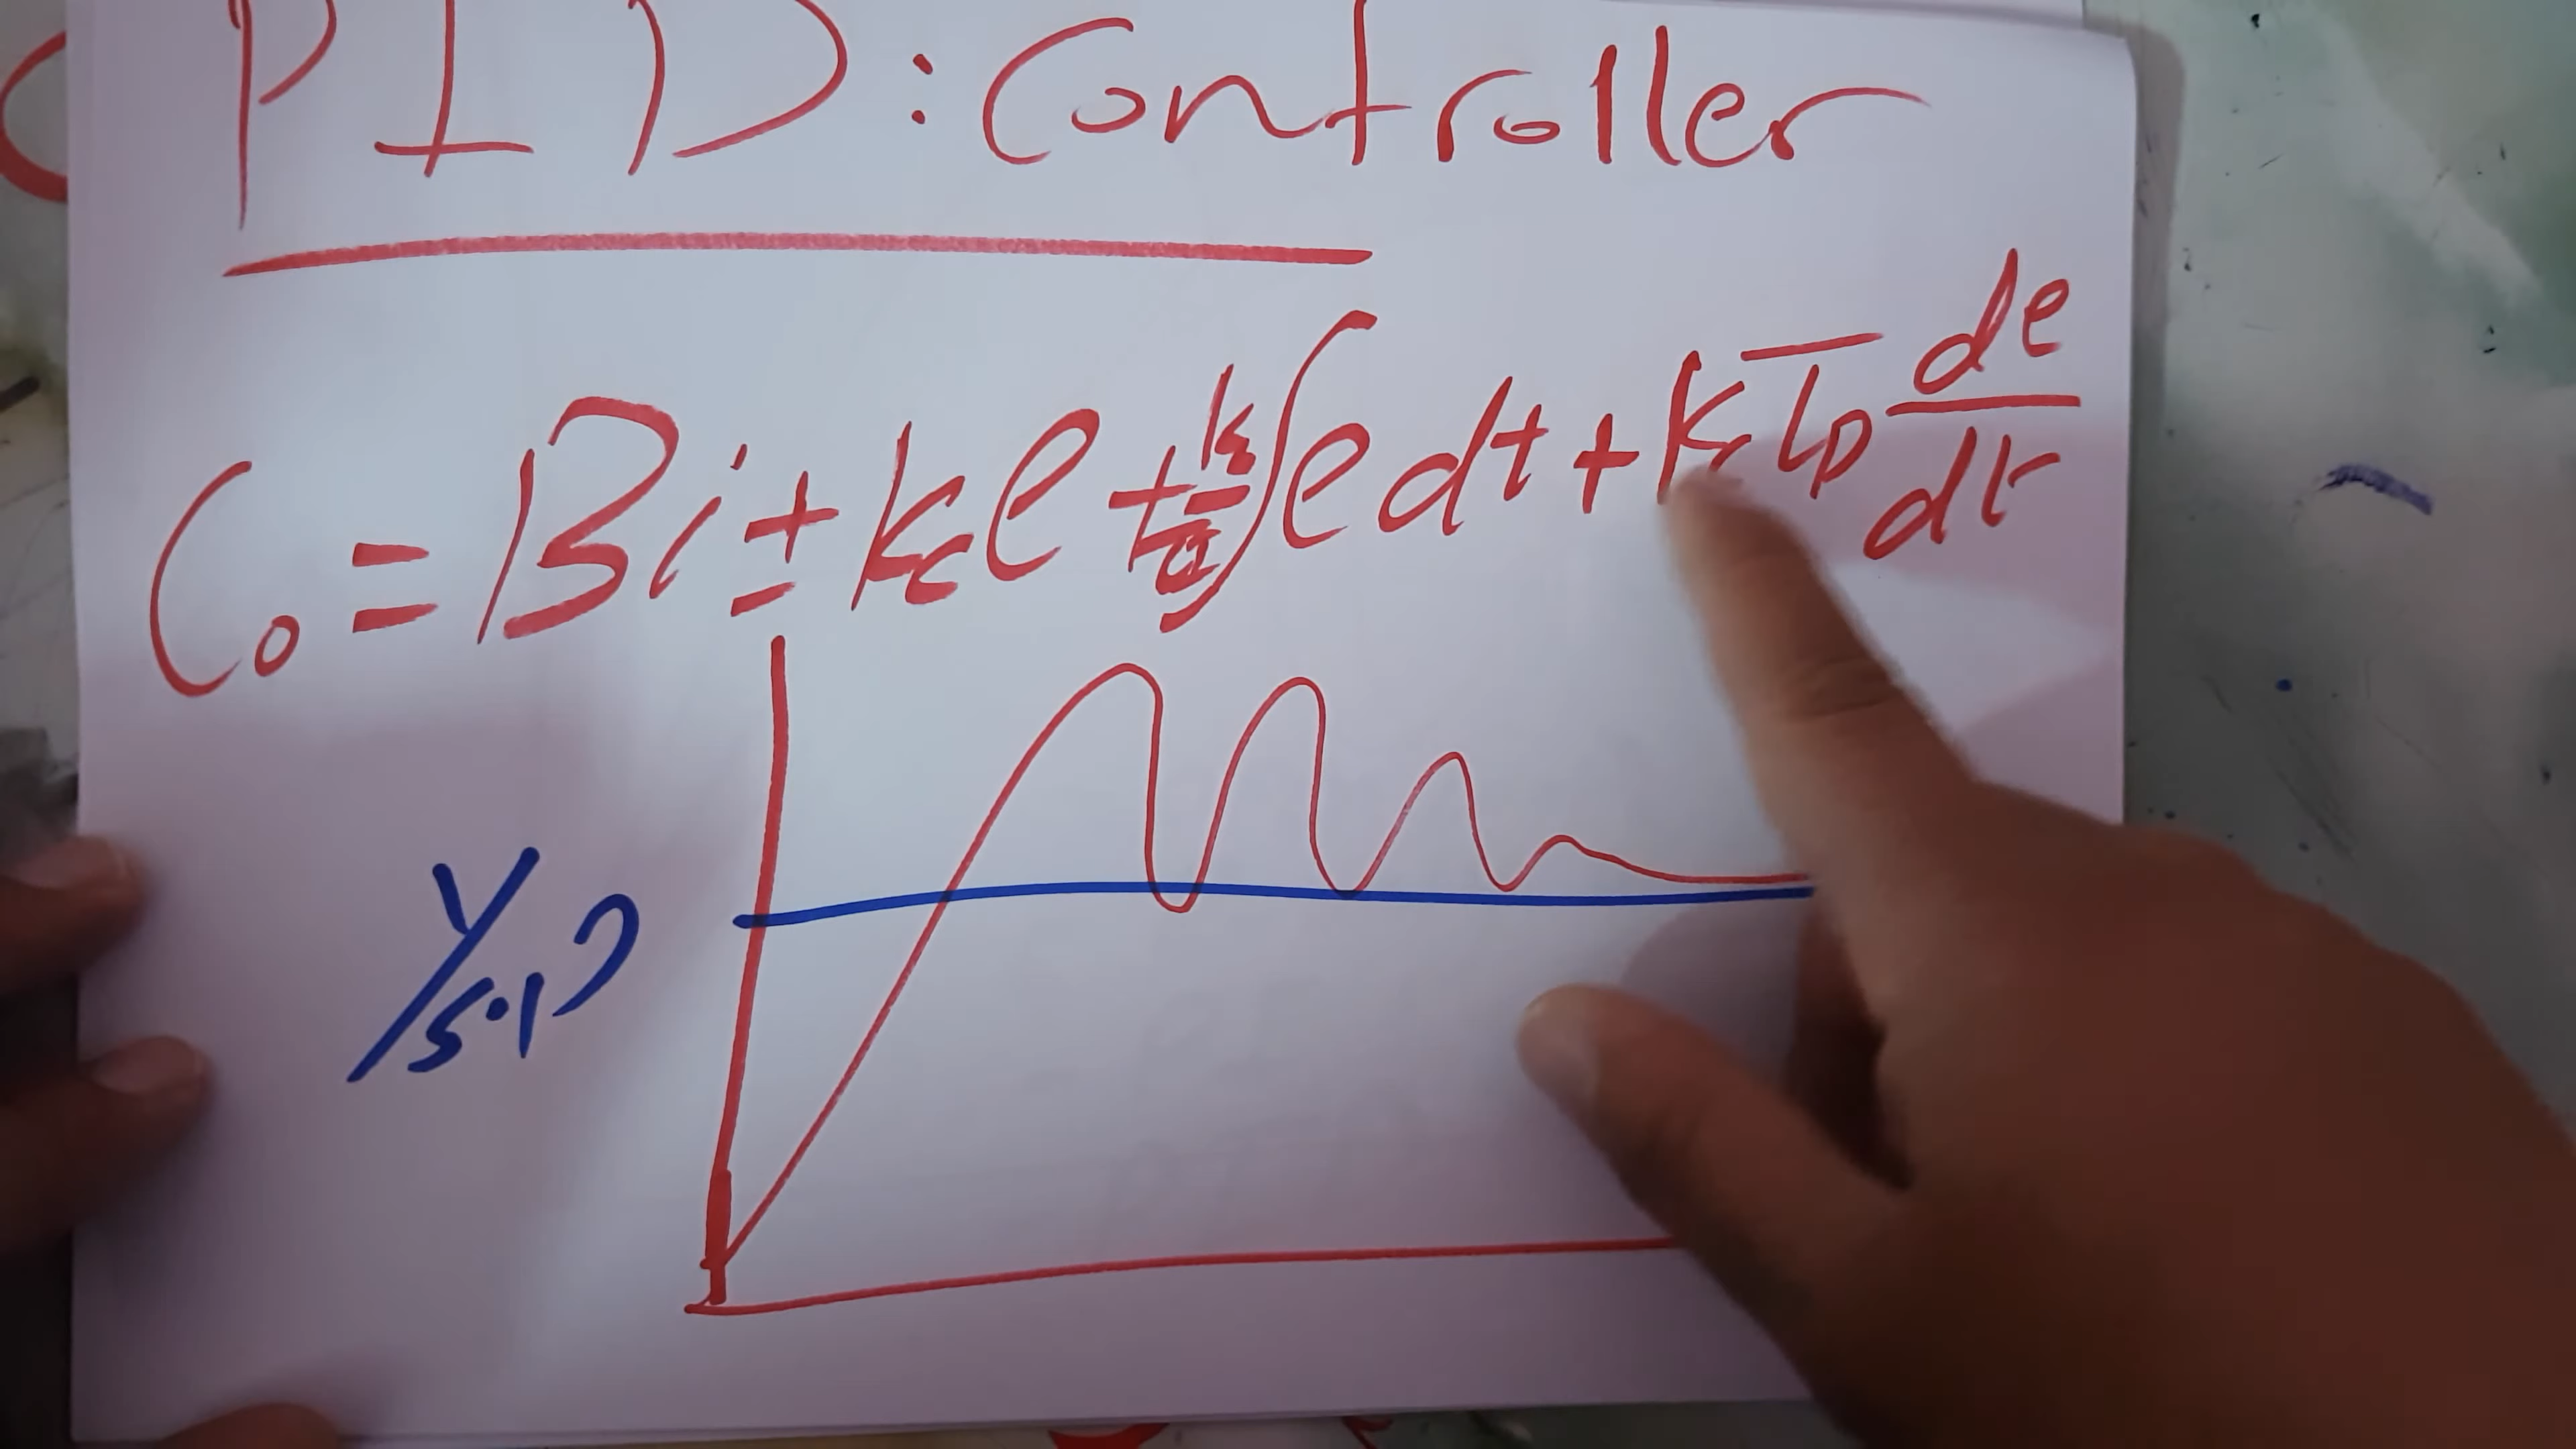 PID: Controller
Co = Bi ± kc e + kc/τi ∫ e dt + kc τD de/dt
Y/S.P